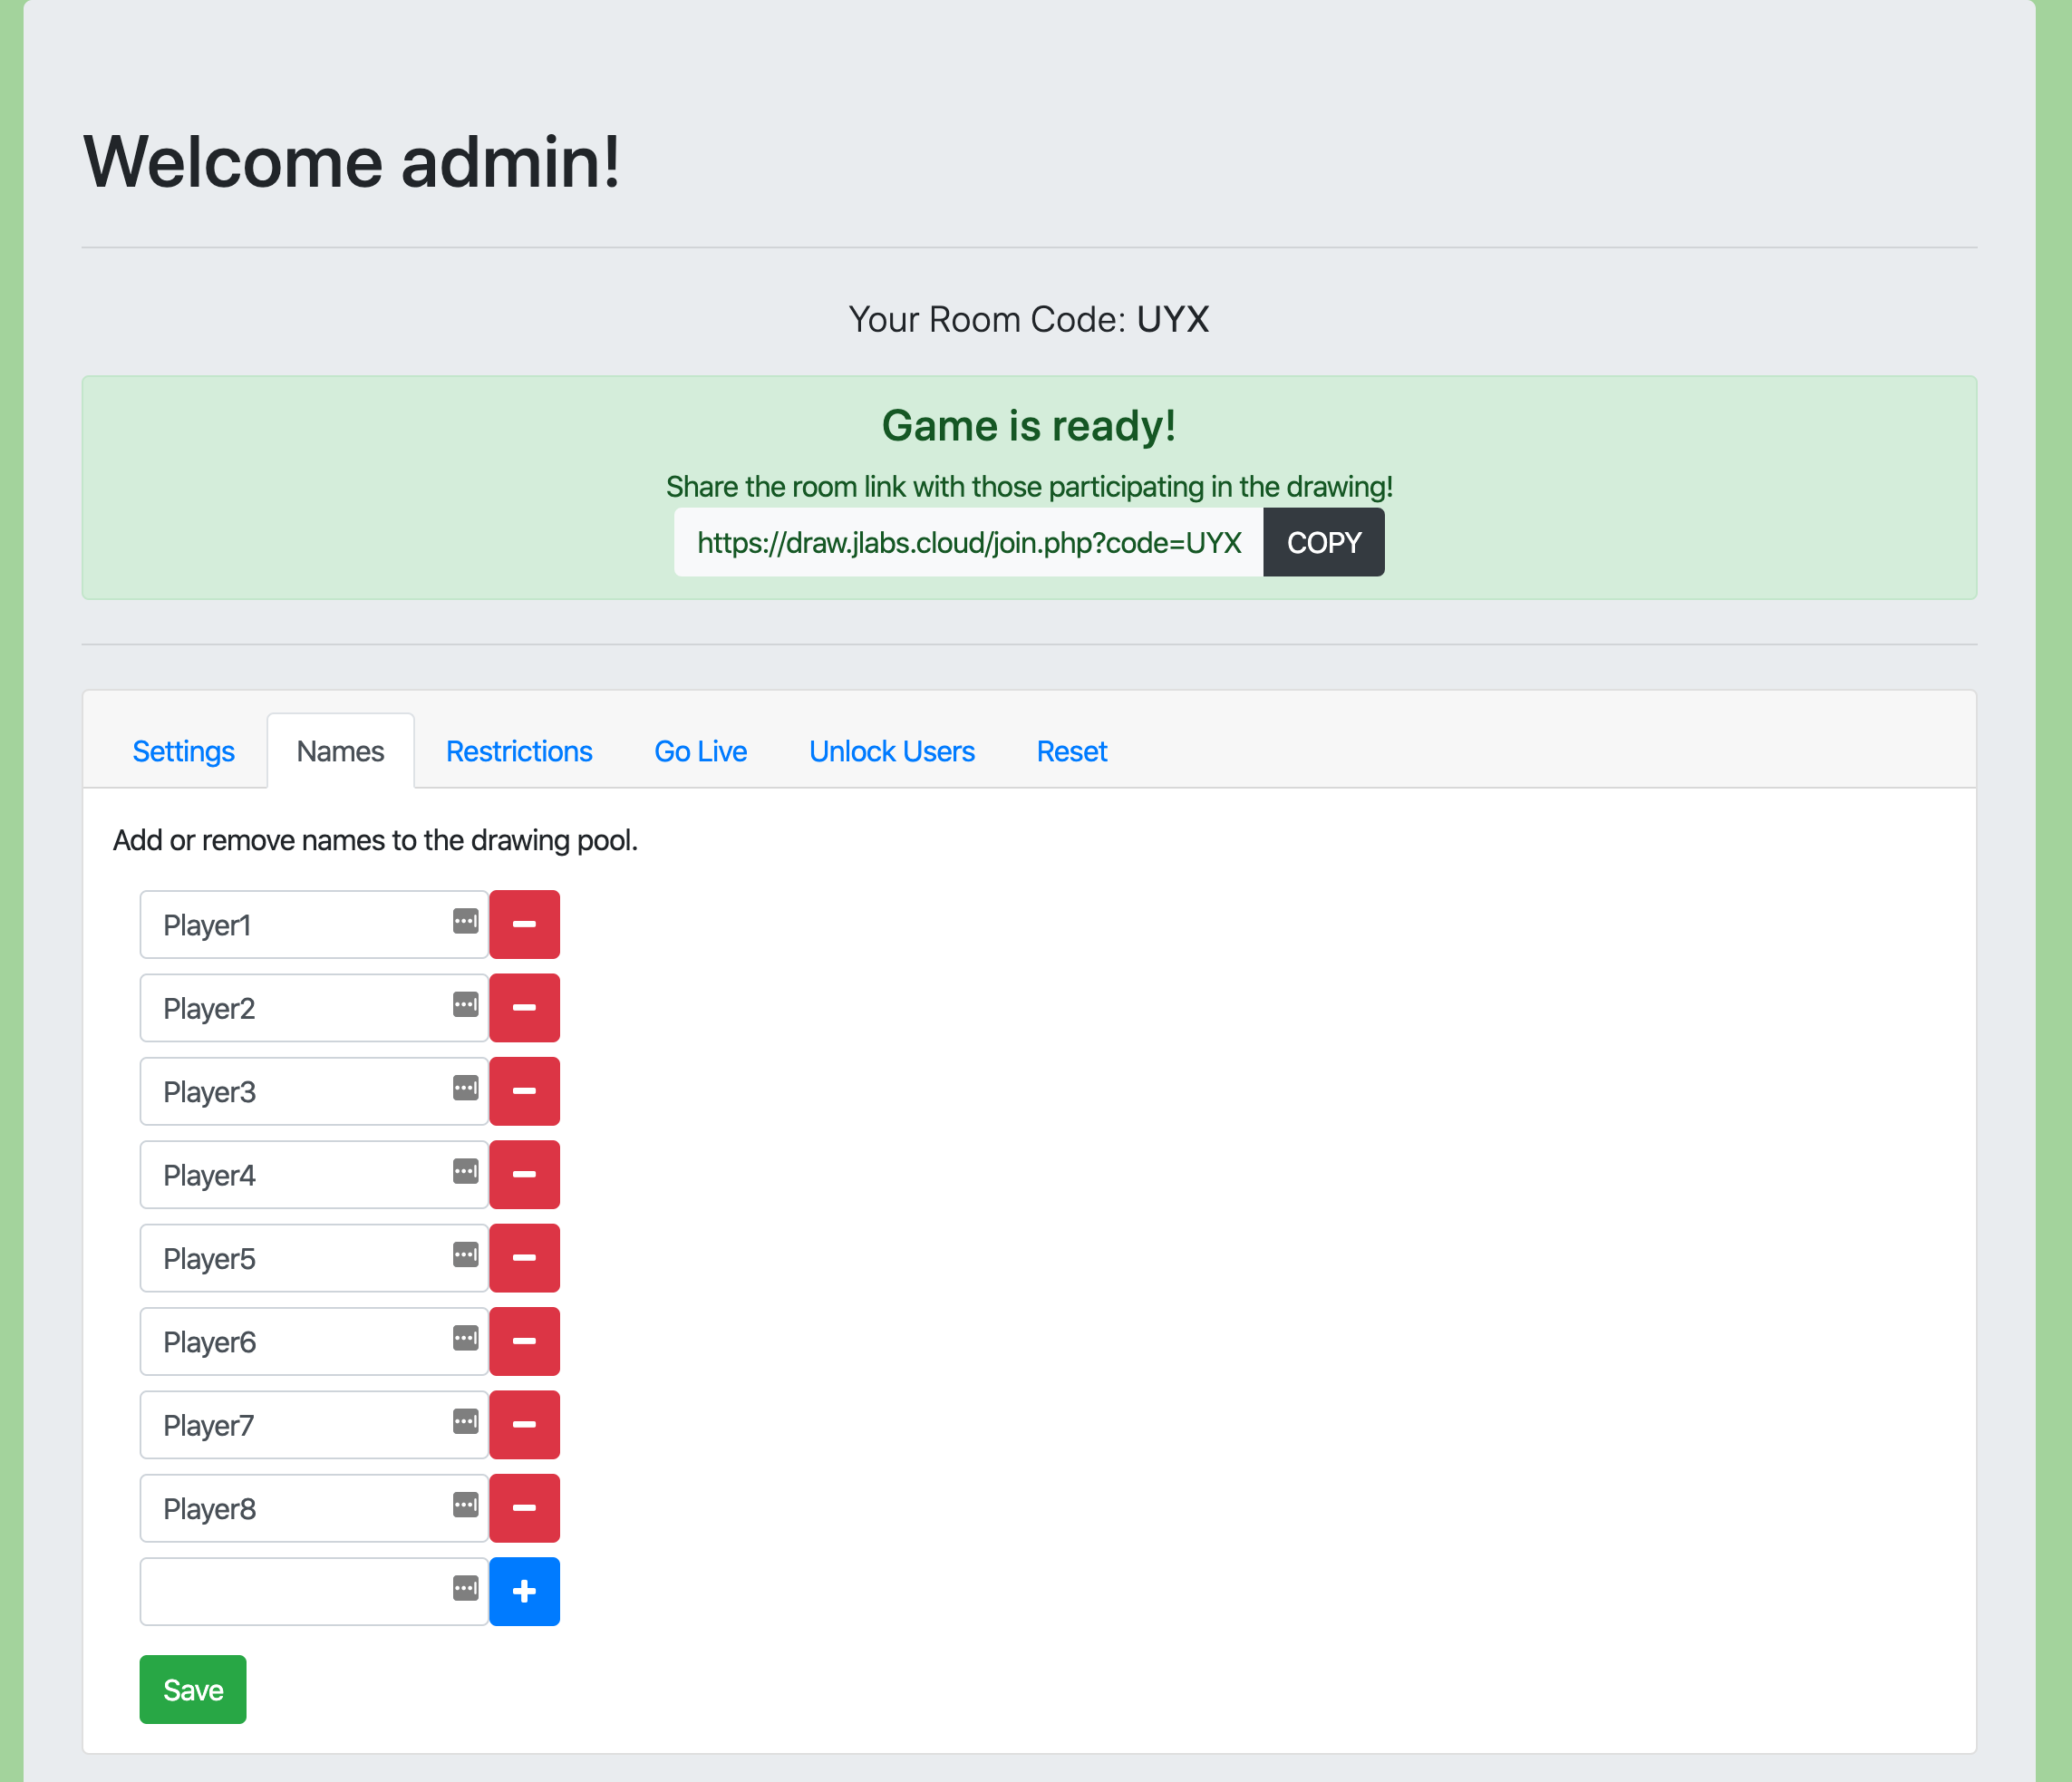 Welcome admin!
Your Room Code: UYX
Game is ready!
Share the room link with those participating in the drawing!
https://draw.jlabs.cloud/join.php?code=UYX COPY
Settings Names Restrictions Go Live Unlock Users Reset
Add or remove names to the drawing pool.
Player1
Player2
Player3
Player4
Player5
Player6
Player7
Player8
Save